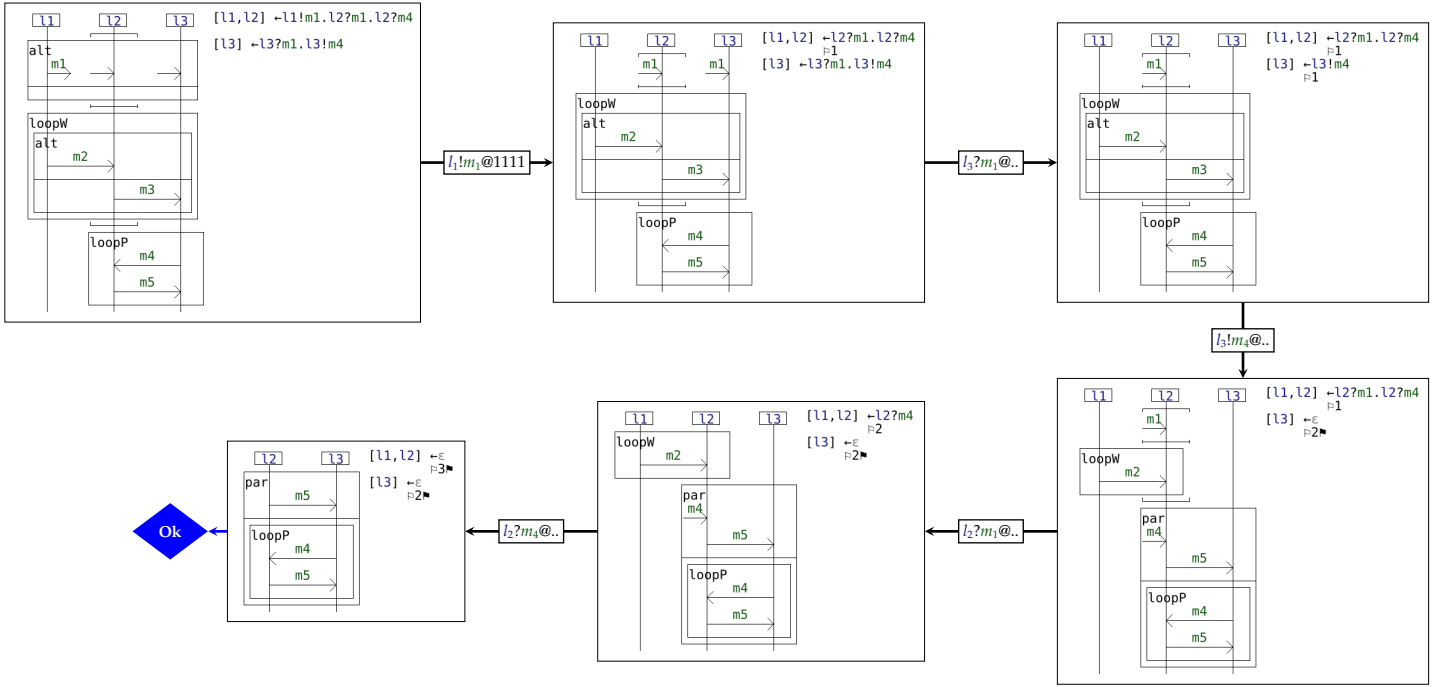 l1 l2 l3
[l1,l2] ←l1!m1.l2?m1.l2?m4
[l3] ←l3?m1.l3!m4
alt
m1
loopW
alt
m2
m3
loopP
m4
m5
l₁!m₁@1111
l1 l2 l3
[l1,l2] ←l2?m1.l2?m4
⚐1
[l3] ←l3?m1.l3!m4
m1 m1
loopW
alt
m2
m3
loopP
m4
m5
l₃?m₁@..
l1 l2 l3
[l1,l2] ←l2?m1.l2?m4
⚐1
[l3] ←l3!m4
⚐1
m1
loopW
alt
m2
m3
loopP
m4
m5
l₃!m₄@..
l1 l2 l3
[l1,l2] ←l2?m1.l2?m4
⚐1
[l3] ←ε
⚐2⚑
m1
loopW
m2
par
m4
m5
loopP
m4
m5
l₂?m₁@..
l1 l2 l3
[l1,l2] ←l2?m4
⚐2
[l3] ←ε
⚐2⚑
loopW
m2
par
m4
m5
loopP
m4
m5
l₂?m₄@..
l2 l3
[l1,l2] ←ε
⚐3⚑
[l3] ←ε
⚐2⚑
par
m5
loopP
m4
m5
Ok